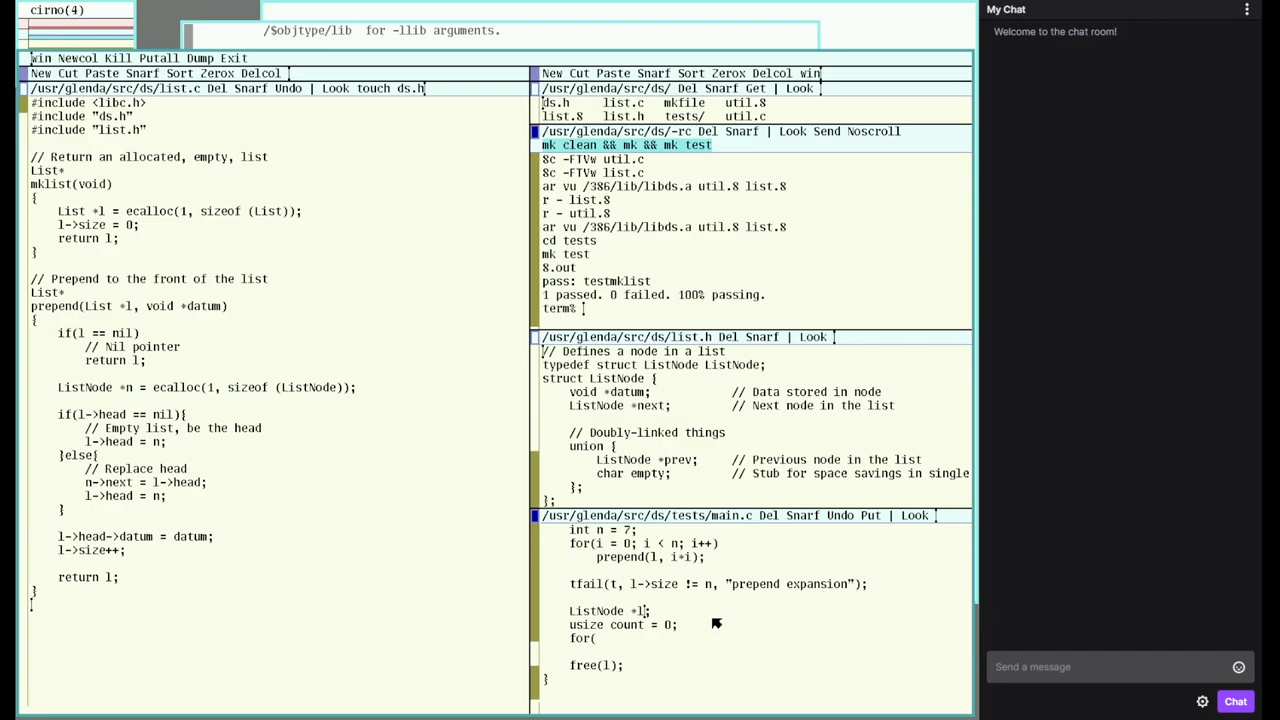 cirno(4)
/$objtype/lib  for -llib arguments.
win Newcol Kill Putall Dump Exit
New Cut Paste Snarf Sort Zerox Delcol
/usr/glenda/src/ds/list.c Del Snarf Undo | Look touch ds.h
#include <libc.h>
#include "ds.h"
#include "list.h"
// Return an allocated, empty, list
List*
mklist(void)
{
    List *l = ecalloc(1, sizeof (List));
    l->size = 0;
    return l;
}
// Prepend to the front of the list
List*
prepend(List *l, void *datum)
{
    if(l == nil)
        // Nil pointer
        return l;
    ListNode *n = ecalloc(1, sizeof (ListNode));
    if(l->head == nil){
        // Empty list, be the head
        l->head = n;
    }else{
        // Replace head
        n->next = l->head;
        l->head = n;
    }
    l->head->datum = datum;
    l->size++;
    return l;
}
New Cut Paste Snarf Sort Zerox Delcol win
/usr/glenda/src/ds/ Del Snarf Get | Look
ds.h    list.c  mkfile  util.8
list.8  list.h  tests/  util.c
/usr/glenda/src/ds/-rc Del Snarf | Look Send Noscroll
mk clean && mk && mk test
8c -FTVw util.c
8c -FTVw list.c
ar vu /386/lib/libds.a util.8 list.8
r - list.8
r - util.8
ar vu /386/lib/libds.a util.8 list.8
cd tests
mk test
8.out
pass: testmklist
1 passed. 0 failed. 100% passing.
term%
/usr/glenda/src/ds/list.h Del Snarf | Look
// Defines a node in a list
typedef struct ListNode ListNode;
struct ListNode {
    void *datum;            // Data stored in node
    ListNode *next;         // Next node in the list
    // Doubly-linked things
    union {
        ListNode *prev;     // Previous node in the list
        char empty;         // Stub for space savings in single
    };
};
/usr/glenda/src/ds/tests/main.c Del Snarf Undo Put | Look
    int n = 7;
    for(i = 0; i < n; i++)
        prepend(l, i*i);
    tfail(t, l->size != n, "prepend expansion");
    ListNode *l;
    usize count = 0;
    for(
    free(l);
}
My Chat
Welcome to the chat room!
Send a message
Chat